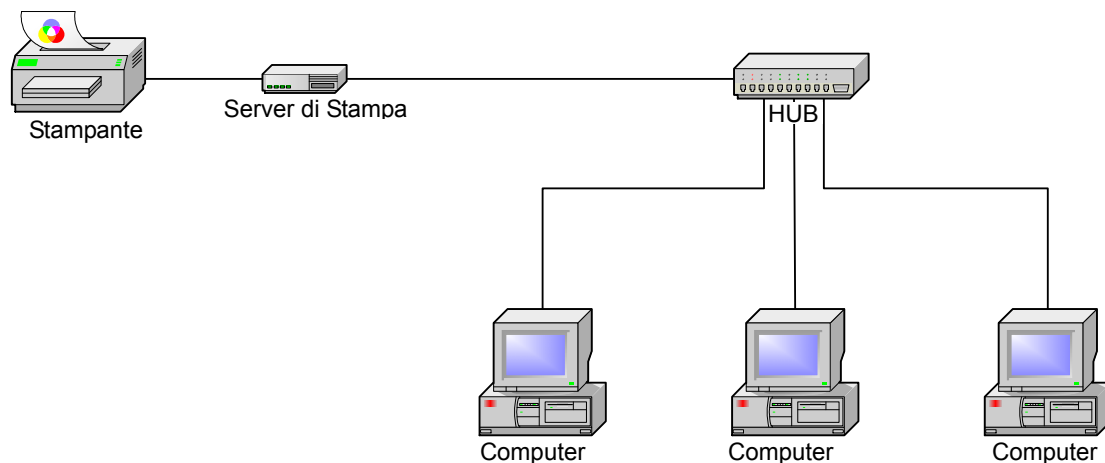 Stampante
Server di Stampa
HUB
Computer
Computer
Computer